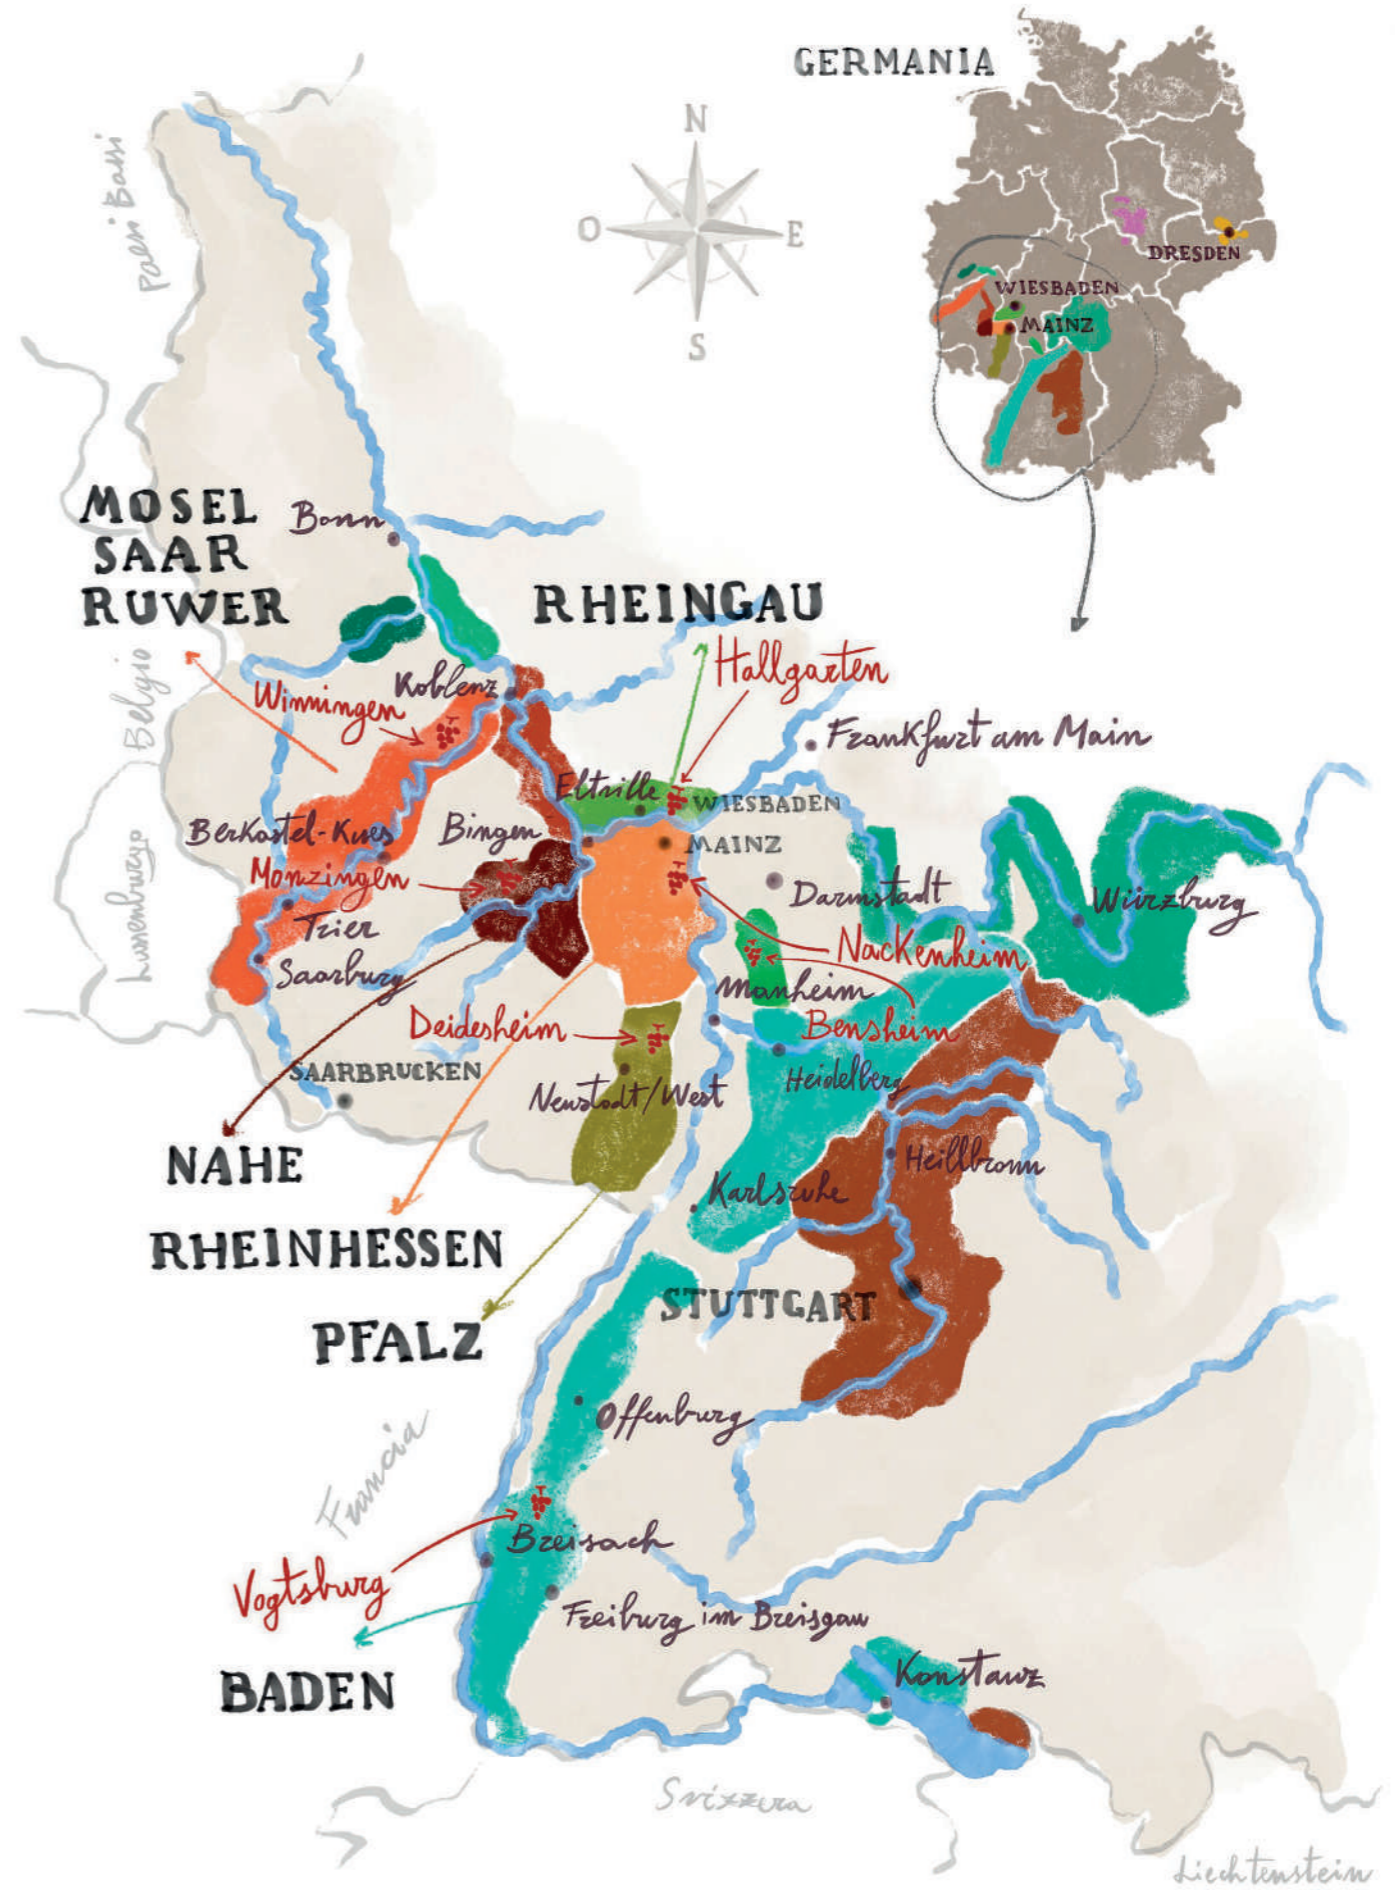 GERMANIA
N
O
E
S
DRESDEN
WIESBADEN
MAINZ
Paesi Bassi
MOSEL
SAAR
RUWER
Bonn
RHEINGAU
Hallgarten
Belgio
Koblenz
Winningen
Frankfurt am Main
Eltville
WIESBADEN
Berkastel-Kues
Bingen
MAINZ
Monzingen
Darmstadt
Würzburg
Lussemburgo
Trier
Nackenheim
Saarburg
Manheim
Deidesheim
Bensheim
SAARBRUCKEN
Heidelberg
Neustadt/West
NAHE
Heillbronn
Karlsruhe
RHEINHESSEN
STUTTGART
PFALZ
Offenburg
Francia
Breisach
Vogtsburg
Freiburg im Breisgau
BADEN
Konstanz
Svizzera
Liechtenstein